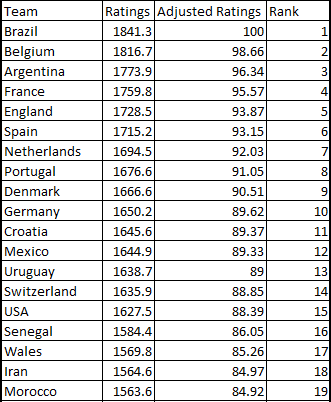 Team Ratings Adjusted Ratings Rank
Brazil 1841.3 100 1
Belgium 1816.7 98.66 2
Argentina 1773.9 96.34 3
France 1759.8 95.57 4
England 1728.5 93.87 5
Spain 1715.2 93.15 6
Netherlands 1694.5 92.03 7
Portugal 1676.6 91.05 8
Denmark 1666.6 90.51 9
Germany 1650.2 89.62 10
Croatia 1645.6 89.37 11
Mexico 1644.9 89.33 12
Uruguay 1638.7 89 13
Switzerland 1635.9 88.85 14
USA 1627.5 88.39 15
Senegal 1584.4 86.05 16
Wales 1569.8 85.26 17
Iran 1564.6 84.97 18
Morocco 1563.6 84.92 19